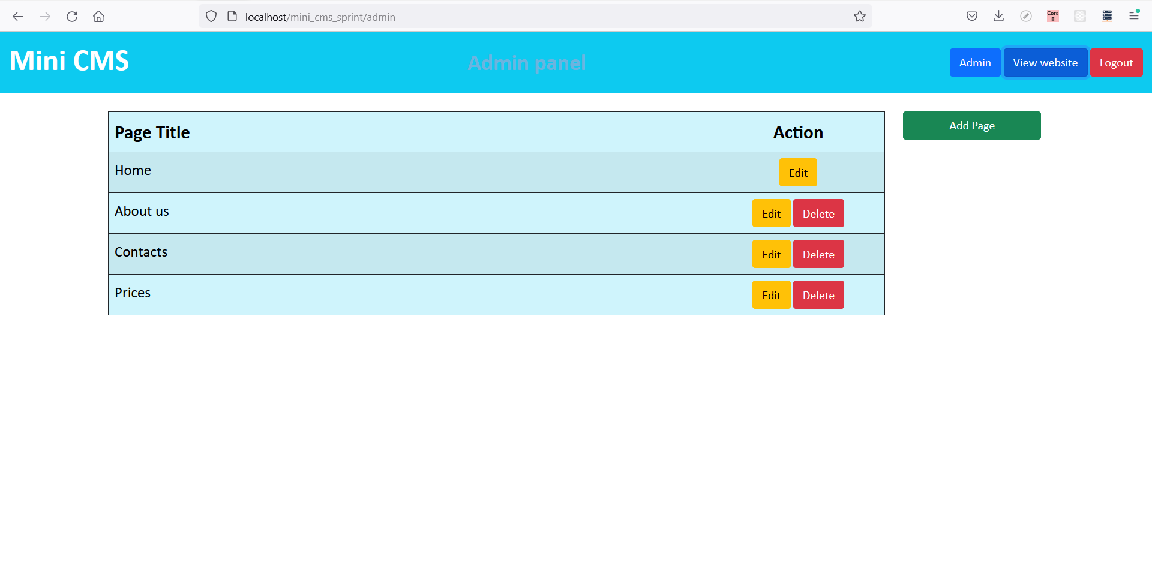 localhost/mini_cms_sprint/admin
Mini CMS
Admin panel
Admin
View website
Logout
Page Title
Action
Add Page
Home
Edit
About us
Edit
Delete
Contacts
Edit
Delete
Prices
Edit
Delete